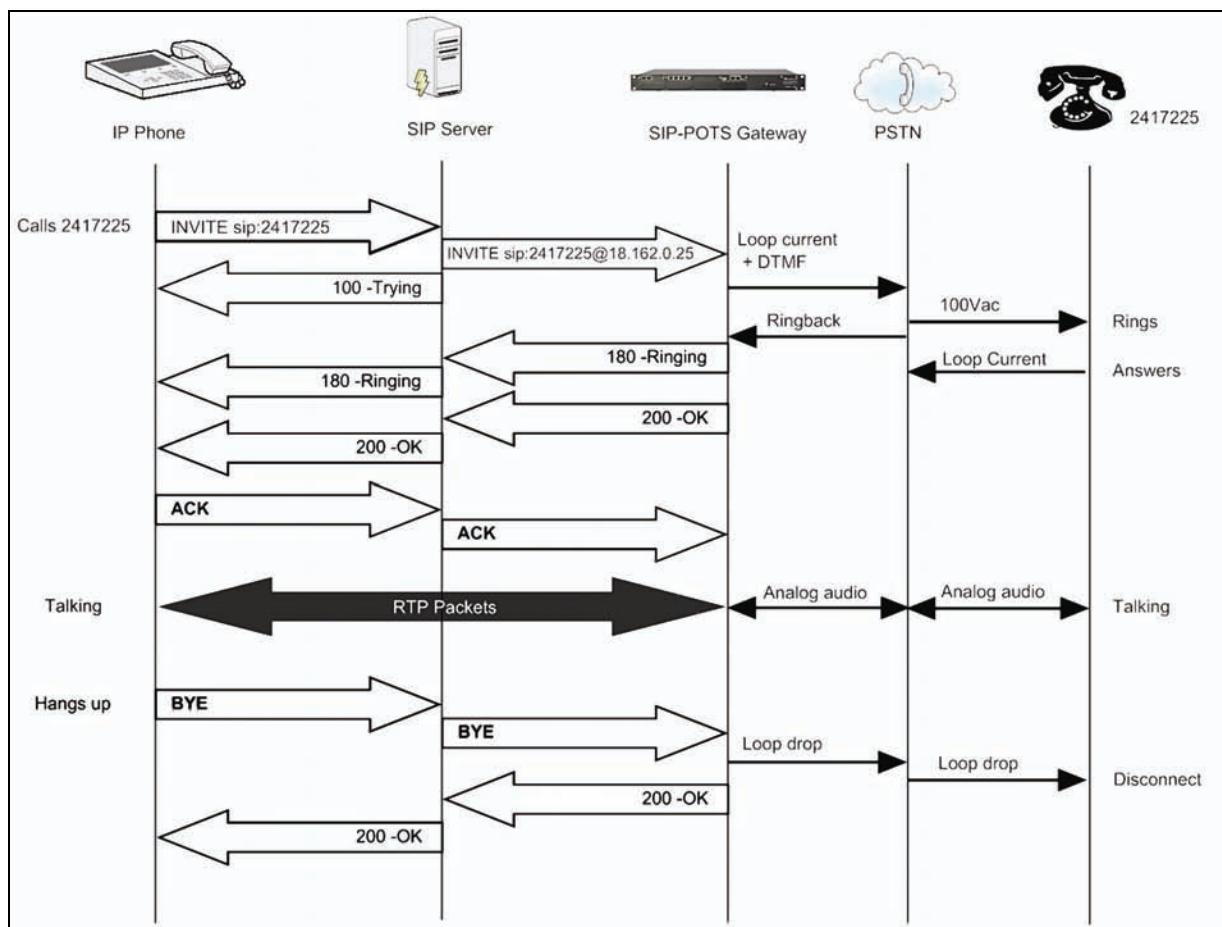 IP Phone
SIP Server
SIP-POTS Gateway
PSTN
2417225
Calls 2417225
INVITE sip:2417225
INVITE sip:2417225@18.162.0.25
Loop current
+ DTMF
100 -Trying
100Vac
Rings
Ringback
180 -Ringing
Loop Current
Answers
180 -Ringing
200 -OK
200 -OK
ACK
ACK
Talking
RTP Packets
Analog audio
Analog audio
Talking
Hangs up
BYE
BYE
Loop drop
Loop drop
Disconnect
200 -OK
200 -OK